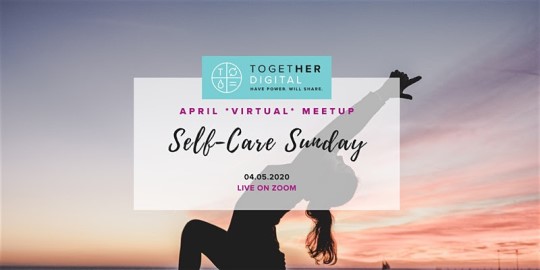 TOGETHER
DIGITAL
HAVE POWER. WILL SHARE.
APRIL *VIRTUAL* MEETUP
Self-Care Sunday
04.05.2020
LIVE ON ZOOM